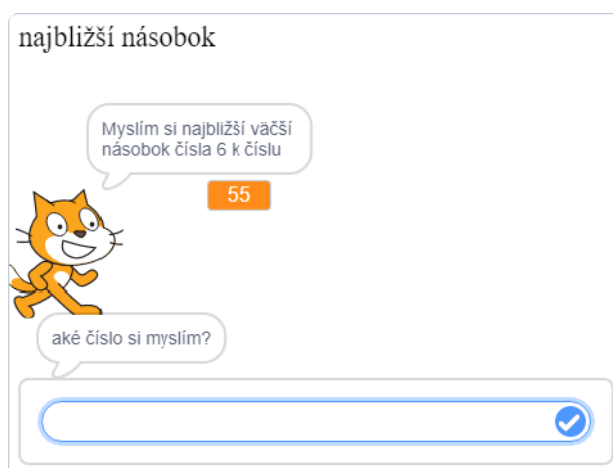 najbližší násobok
Myslím si najbližší väčší
násobok čísla 6 k číslu
55
aké číslo si myslím?